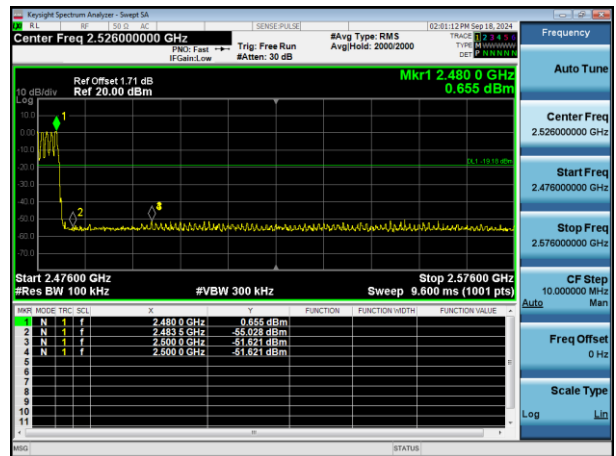 Keysight Spectrum Analyzer - Swept SA
RL RF 50 Ω AC SENSE:PULSE 02:01:12 PM Sep 18, 2024
Center Freq 2.526000000 GHz
PNO: Fast
IFGain:Low
Trig: Free Run
#Atten: 30 dB
#Avg Type: RMS
Avg|Hold: 2000/2000
TRACE 1 2 3 4 5 6
TYPE M W W W W W
DET P N N N N N
Ref Offset 1.71 dB
10 dB/div Ref 20.00 dBm
Log
Mkr1 2.480 0 GHz
0.655 dBm
10.0
0.00
-10.0
-20.0
-30.0
-40.0
-50.0
-60.0
-70.0
1
2
DL1 -19.18 dBm
Start 2.47600 GHz Stop 2.57600 GHz
#Res BW 100 kHz #VBW 300 kHz Sweep 9.600 ms (1001 pts)
MKR MODE TRC SCL X Y FUNCTION FUNCTION WIDTH FUNCTION VALUE
1 N 1 f 2.480 0 GHz 0.655 dBm
2 N 1 f 2.483 5 GHz -55.028 dBm
3 N 1 f 2.500 0 GHz -51.621 dBm
4 N 1 f 2.500 0 GHz -51.621 dBm
5
6
7
8
9
10
11
MSG STATUS
Frequency
Auto Tune
Center Freq
2.526000000 GHz
Start Freq
2.476000000 GHz
Stop Freq
2.576000000 GHz
CF Step
10.000000 MHz
Auto Man
Freq Offset
0 Hz
Scale Type
Log Lin